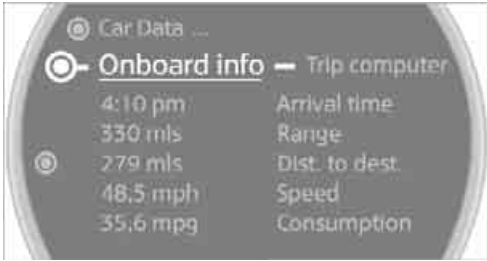 Car Data ...
Onboard info – Trip computer
4:10 pm Arrival time
330 mls Range
279 mls Dist. to dest.
48.5 mph Speed
35.6 mpg Consumption